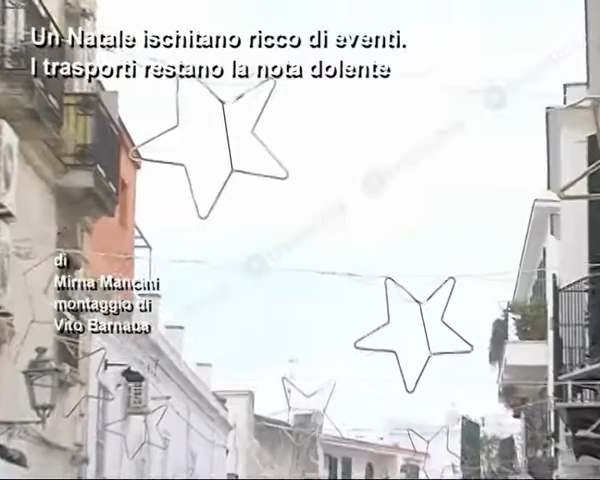 Un Natale ischitano ricco di eventi.
I trasporti restano la nota dolente
di
Mirna Mancini
montaggio di
Vito Barnaba